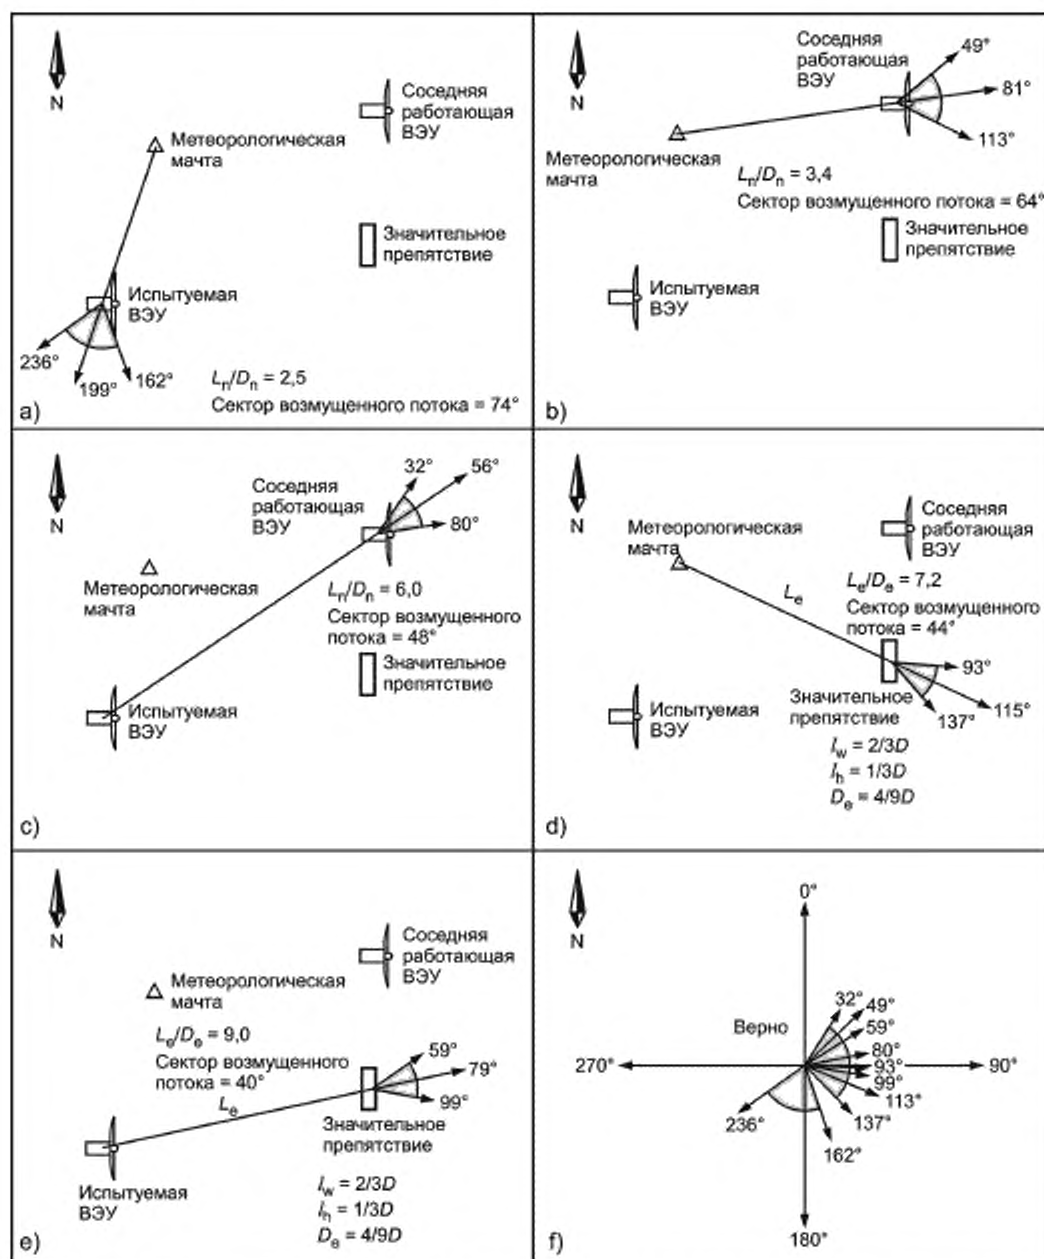 N
Соседняя
работающая
ВЭУ
Метеорологическая
мачта
Значительное
препятствие
Испытуемая
ВЭУ
236°
199°
162°
Ln/Dn = 2,5
Сектор возмущенного потока = 74°
a)
N
Соседняя
работающая
ВЭУ
49°
81°
113°
Метеорологическая
мачта
Ln/Dn = 3,4
Сектор возмущенного потока = 64°
Значительное
препятствие
Испытуемая
ВЭУ
b)
N
Соседняя
работающая
ВЭУ
32°
56°
80°
Метеорологическая
мачта
Ln/Dn = 6,0
Сектор возмущенного
потока = 48°
Значительное
препятствие
Испытуемая
ВЭУ
c)
N
Метеорологическая
мачта
Соседняя
работающая
ВЭУ
Le
Le/De = 7,2
Сектор возмущенного
потока = 44°
93°
115°
137°
Значительное
препятствие
Испытуемая
ВЭУ
lw = 2/3D
lh = 1/3D
De = 4/9D
d)
N
Соседняя
работающая
ВЭУ
Метеорологическая
мачта
Le/De = 9,0
Сектор возмущенного
потока = 40°
Le
59°
79°
99°
Значительное
препятствие
Испытуемая
ВЭУ
lw = 2/3D
lh = 1/3D
De = 4/9D
e)
N
0°
Верно
32°
49°
59°
80°
270°
93°
90°
99°
113°
236°
137°
162°
180°
f)